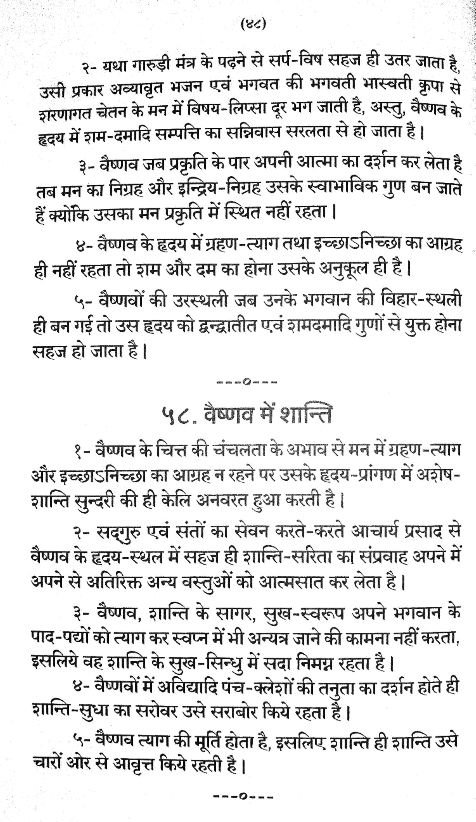 (४८)
२- यथा गारुड़ी मंत्र के पढ़ने से सर्प-विष सहज ही उतर जाता है,
उसी प्रकार अव्यावृत भजन एवं भगवत की भगवती भास्वती कृपा से
शरणागत चेतन के मन में विषय-लिप्सा दूर भग जाती है, अस्तु, वैष्णव के
हृदय में शम-दमादि सम्पत्ति का सन्निवास सरलता से हो जाता है।
३- वैष्णव जब प्रकृति के पार अपनी आत्मा का दर्शन कर लेता है
तब मन का निग्रह और इन्द्रिय-निग्रह उसके स्वाभाविक गुण बन जाते
हैं क्योंकि उसका मन प्रकृति में स्थित नहीं रहता।
४- वैष्णव के हृदय में ग्रहण-त्याग तथा इच्छाऽनिच्छा का आग्रह
ही नहीं रहता तो शम और दम का होना उसके अनुकूल ही है।
५- वैष्णवों की उरस्थली जब उनके भगवान की विहार-स्थली
ही बन गई तो उस हृदय को द्वन्द्वातीत एवं शमदमादि गुणों से युक्त होना
सहज हो जाता है।
---०---
५८. वैष्णव में शान्ति
१- वैष्णव के चित्त की चंचलता के अभाव से मन में ग्रहण-त्याग
और इच्छाऽनिच्छा का आग्रह न रहने पर उसके हृदय-प्रांगण में अशेष-
शान्ति सुन्दरी की ही केलि अनवरत हुआ करती है।
२- सद्गुरु एवं संतों का सेवन करते-करते आचार्य प्रसाद से
वैष्णव के हृदय-स्थल में सहज ही शान्ति-सरिता का संप्रवाह अपने में
अपने से अतिरिक्त अन्य वस्तुओं को आत्मसात कर लेता है।
३- वैष्णव, शान्ति के सागर, सुख-स्वरूप अपने भगवान के
पाद-पद्यों को त्याग कर स्वप्न में भी अन्यत्र जाने की कामना नहीं करता,
इसलिये वह शान्ति के सुख-सिन्धु में सदा निमग्न रहता है।
४- वैष्णवों में अविद्यादि पंच-क्लेशों की तनुता का दर्शन होते ही
शान्ति-सुधा का सरोवर उसे सराबोर किये रहता है।
५- वैष्णव त्याग की मूर्ति होता है, इसलिए शान्ति ही शान्ति उसे
चारों ओर से आवृत्त किये रहती है।
---०---